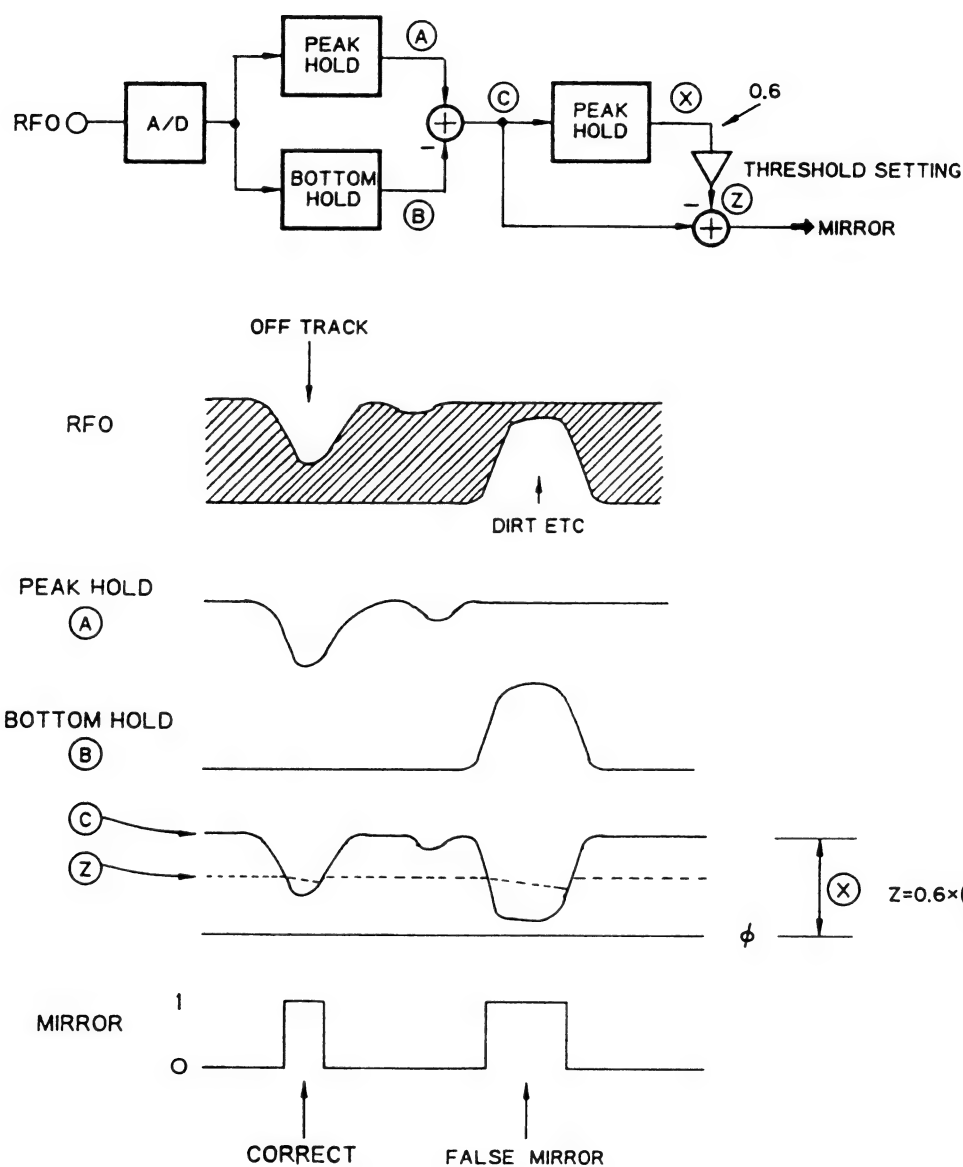 PEAK
HOLD
A
0.6
RFO
A/D
C
PEAK
HOLD
X
BOTTOM
HOLD
B
THRESHOLD SETTING
Z
MIRROR
OFF TRACK
RFO
DIRT ETC
PEAK HOLD
A
BOTTOM HOLD
B
C
Z
X
Z=0.6×(
ϕ
MIRROR
1
0
CORRECT
FALSE MIRROR